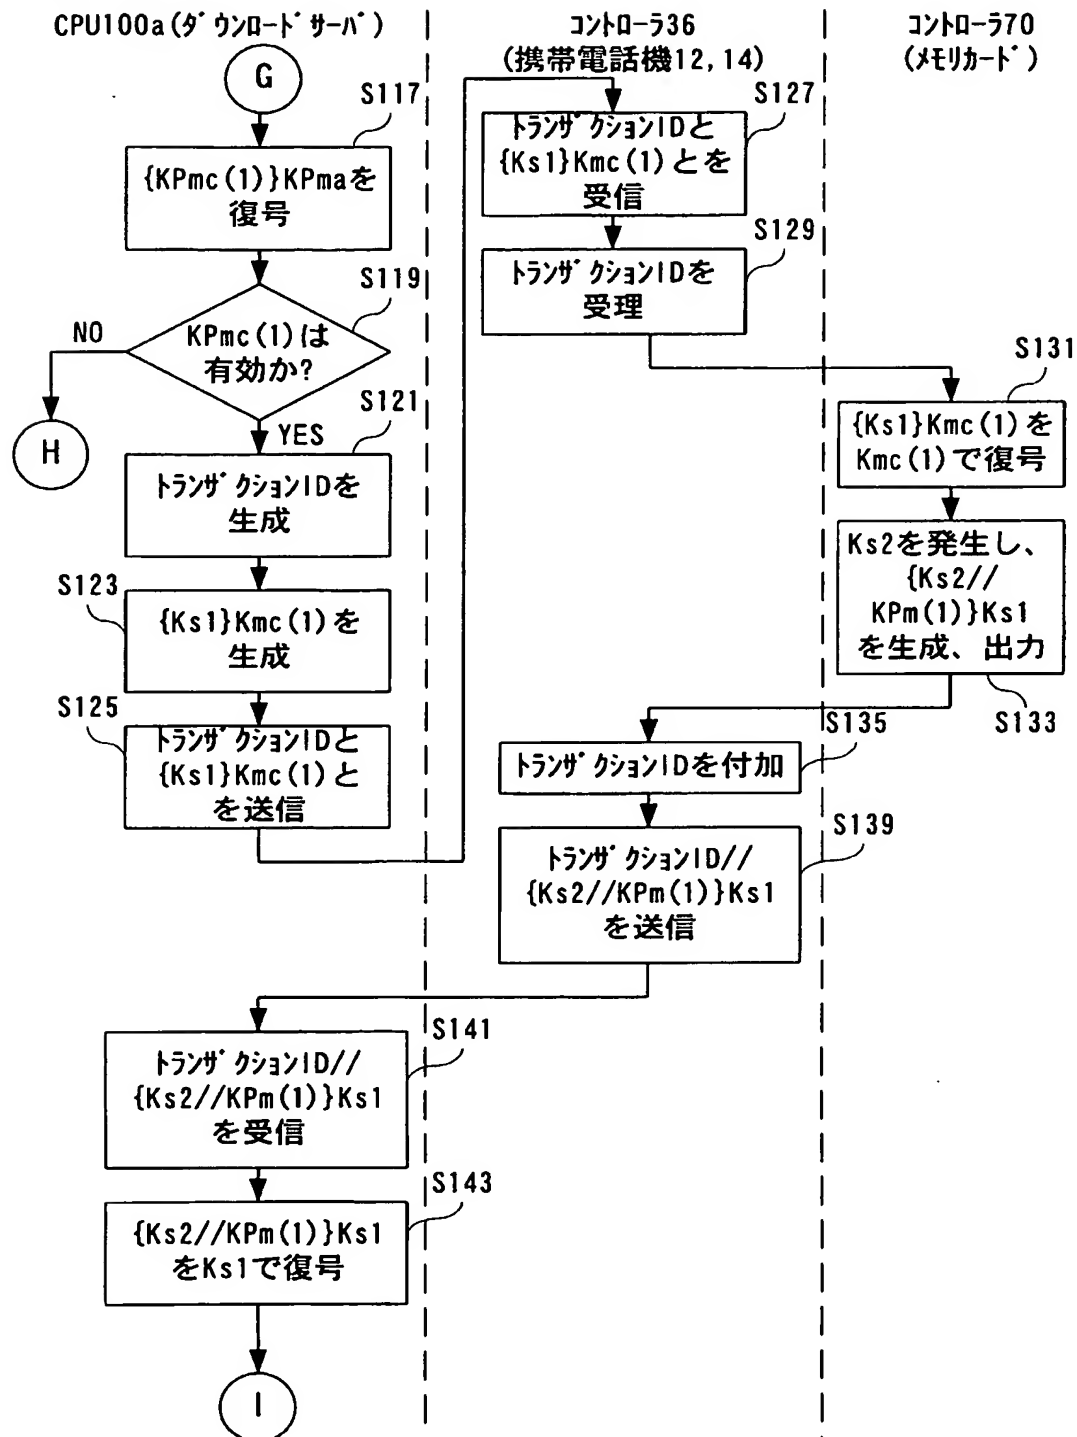 CPU100a(ダウンロードサーバ)
G
S117
{KPmc(1)}KPmaを
復号
S119
KPmc(1)は
有効か?
NO
H
YES
S121
トランザクションIDを
生成
S123
{Ks1}Kmc(1)を
生成
S125
トランザクションIDと
{Ks1}Kmc(1)と
を送信
コントローラ36
(携帯電話機12,14)
S127
トランザクションIDと
{Ks1}Kmc(1)とを
受信
S129
トランザクションIDを
受理
コントローラ70
(メモリカード)
S131
{Ks1}Kmc(1)を
Kmc(1)で復号
Ks2を発生し、
{Ks2//
KPm(1)}Ks1
を生成、出力
S133
S135
トランザクションIDを付加
S139
トランザクションID//
{Ks2//KPm(1)}Ks1
を送信
S141
トランザクションID//
{Ks2//KPm(1)}Ks1
を受信
S143
{Ks2//KPm(1)}Ks1
をKs1で復号
I